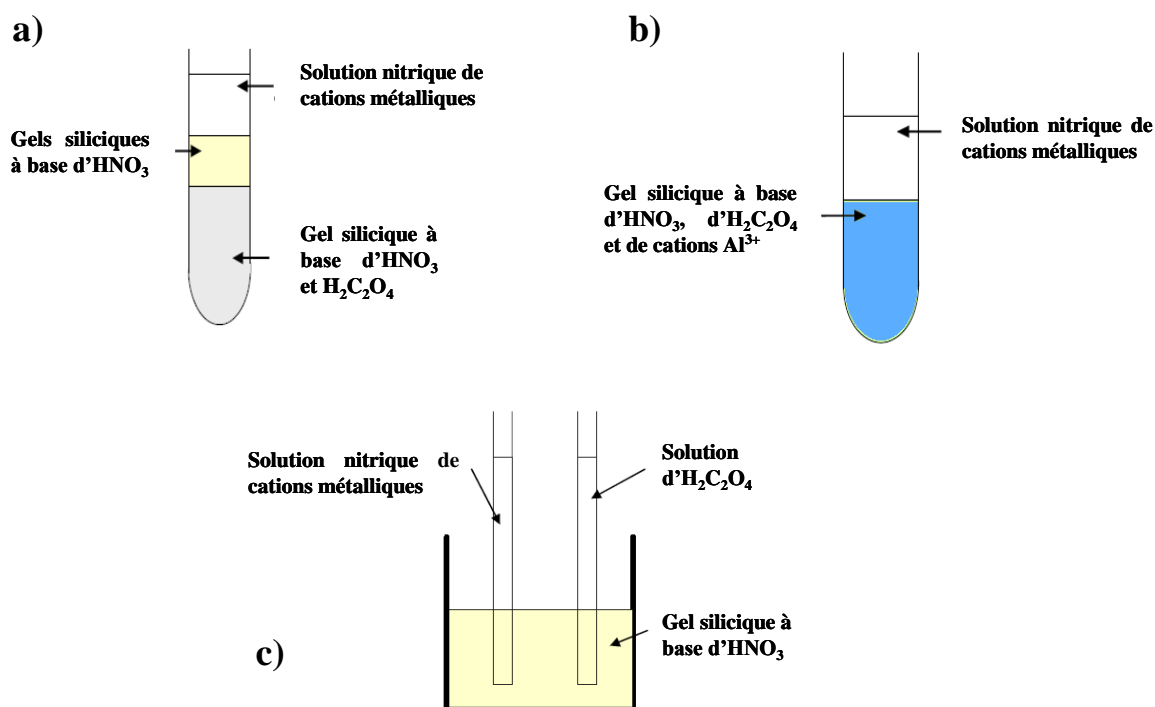 a)
Solution nitrique de
cations métalliques
Gels siliciques
à base d'HNO₃
Gel silicique à
base d'HNO₃
et H₂C₂O₄
b)
Solution nitrique de
cations métalliques
Gel silicique à base
d'HNO₃, d'H₂C₂O₄
et de cations Al³⁺
c)
Solution nitrique de
cations métalliques
Solution
d'H₂C₂O₄
Gel silicique à
base d'HNO₃